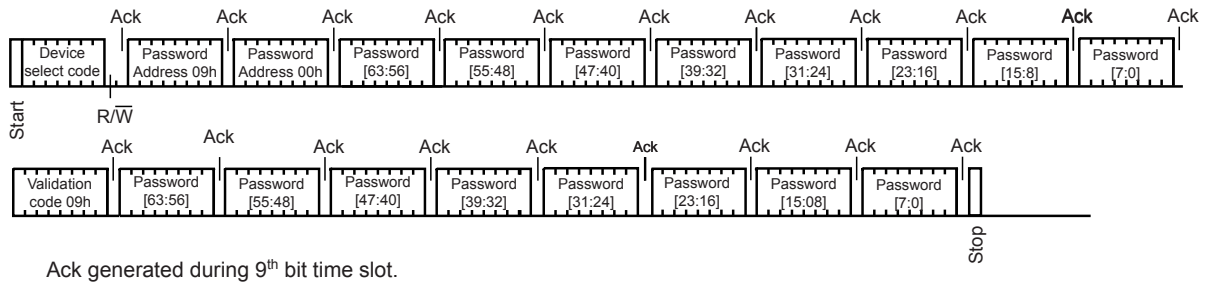 Ack Ack Ack Ack Ack Ack Ack Ack Ack Ack Ack
Device Password Password Password Password Password Password Password Password Password Password
select code Address 09h Address 00h [63:56] [55:48] [47:40] [39:32] [31:24] [23:16] [15:8] [7:0]
Start
R/W̅
Ack Ack Ack Ack Ack Ack Ack Ack Ack
Validation Password Password Password Password Password Password Password Password
code 09h [63:56] [55:48] [47:40] [39:32] [31:24] [23:16] [15:08] [7:0]
Stop
Ack generated during 9th bit time slot.